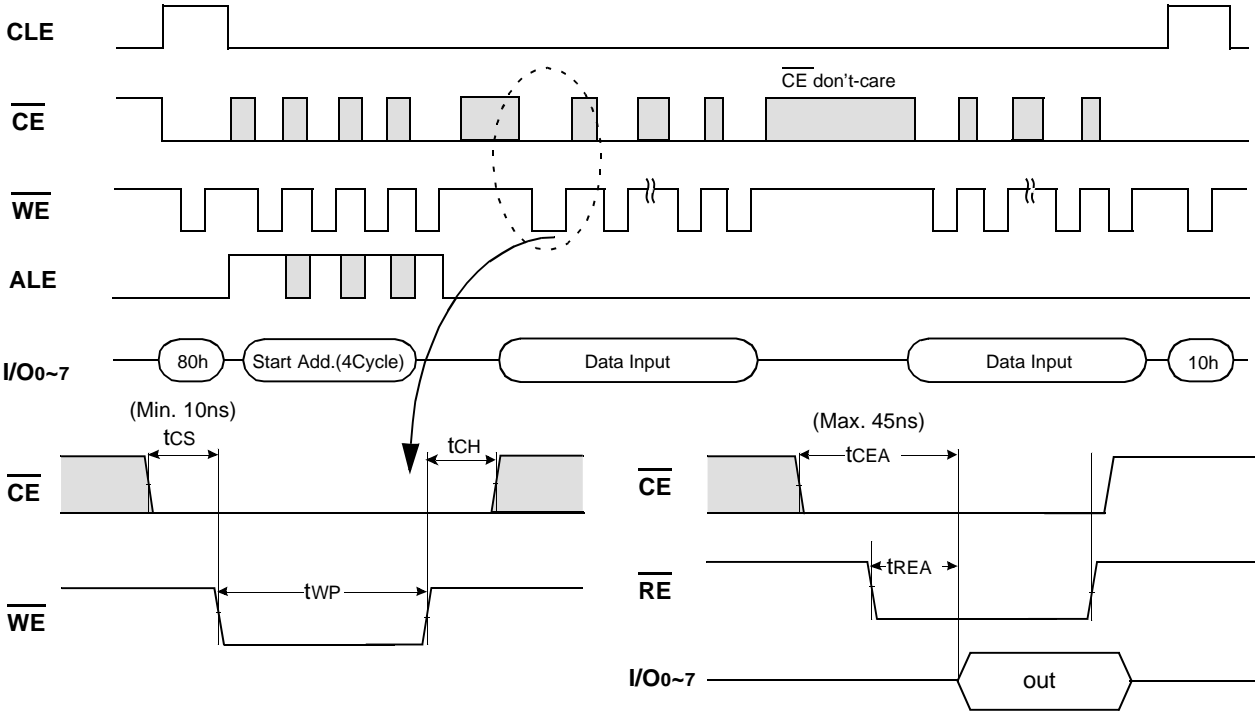 CLE
CE don't-care
CE
WE
ALE
I/O0~7 80h Start Add.(4Cycle) Data Input Data Input 10h
(Min. 10ns) (Max. 45ns)
tCS tCH tCEA
CE CE
tWP tREA
WE RE
I/O0~7 out